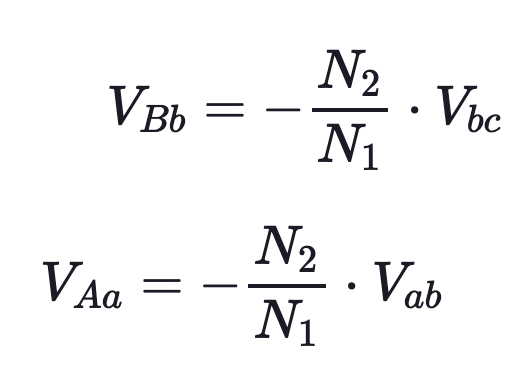 $V_{Bb} = -\frac{N_2}{N_1} \cdot V_{bc}$
$V_{Aa} = -\frac{N_2}{N_1} \cdot V_{ab}$